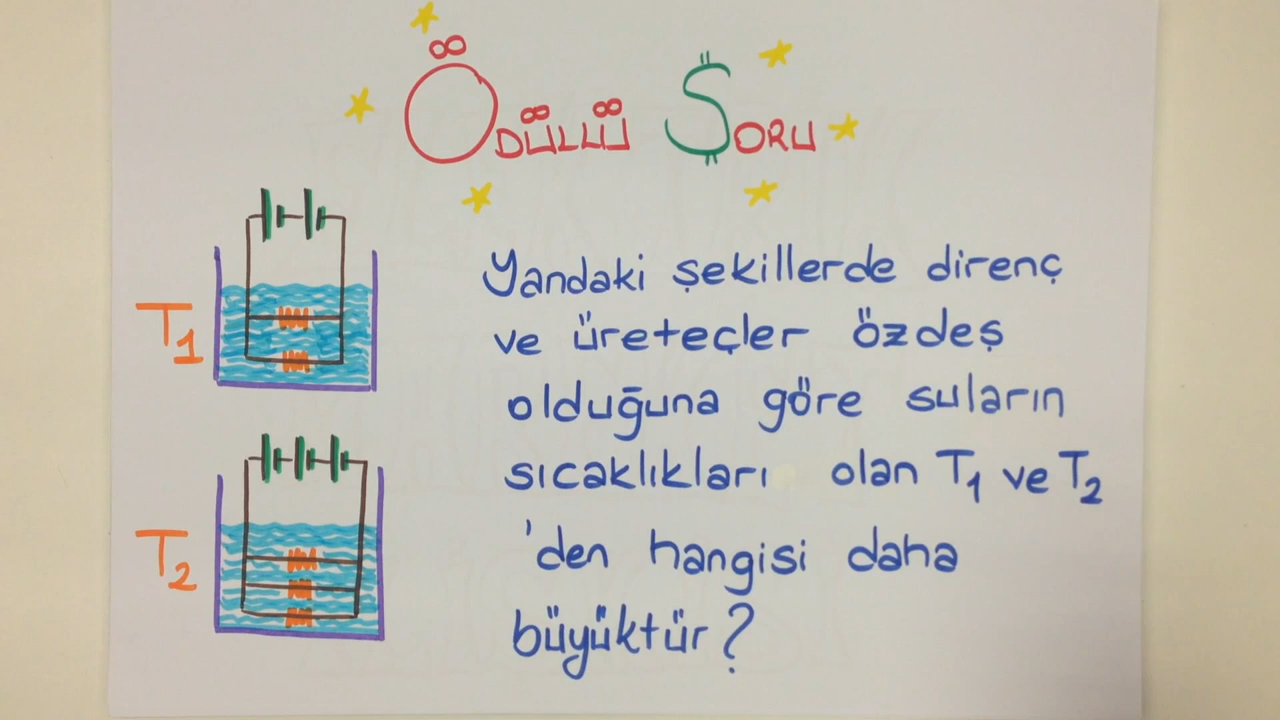 ÖDÜLÜ SORU
T1
T2
Yandaki şekillerde direnç
ve üreteçler özdeş
olduğuna göre suların
sıcaklıkları olan T1 ve T2
'den hangisi daha
büyüktür?